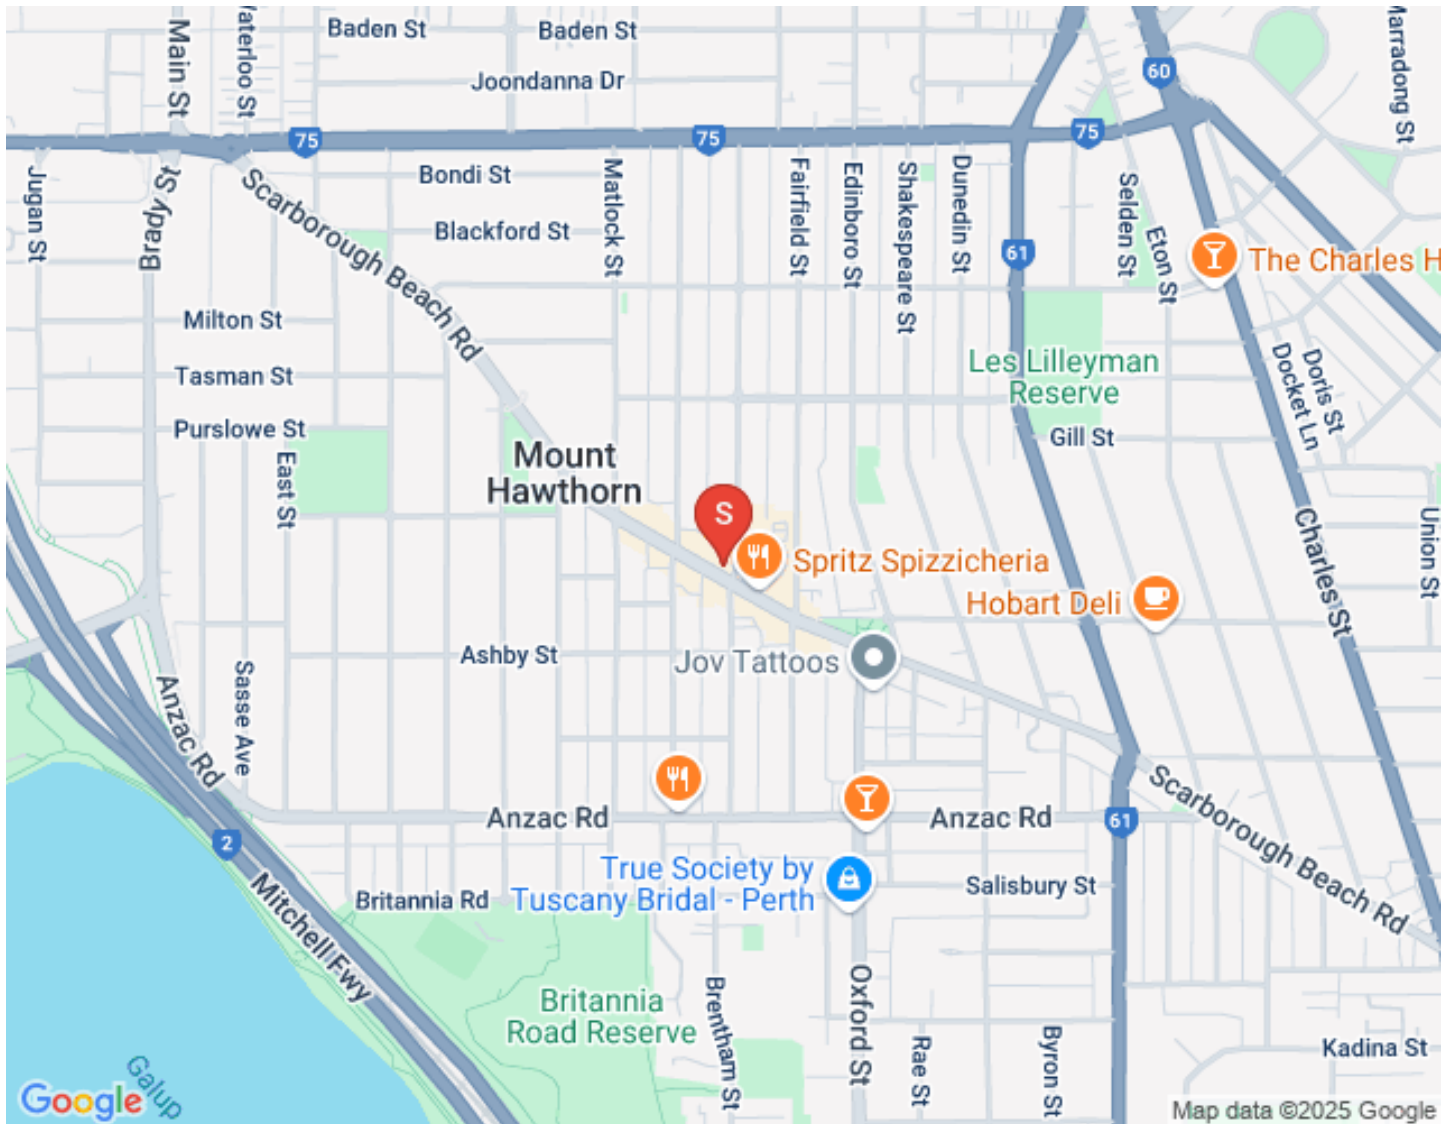 Baden St
Baden St
Main St
Waterloo St
Joondanna Dr
60
Marradong St
75
75
75
Jugan St
Bredy St
Scarborough Beach Rd
Bondi St
Blackford St
Matlock St
Fairfield St
Edinboro St
Shakespeare St
Dunedin St
61
Selden St
Eton St
The Charles H
Milton St
Tasman St
Purslowe St
East St
Les Lilleyman
Reserve
Doris St
Docket Ln
Gill St
Mount
Hawthorn
S
Spritz Spizzicheria
Hobart Deli
Charles St
Union St
Ashby St
Jov Tattoos
Sasse Ave
Anzac Rd
Anzac Rd
Anzac Rd
61
Scarborough Beach Rd
2
Mitchell Fwy
Britannia Rd
True Society by
Tuscany Bridal - Perth
Salisbury St
Britannia
Road Reserve
Brentham St
Oxford St
Rae St
Byron St
Kadina St
Galup
Google
Map data ©2025 Google